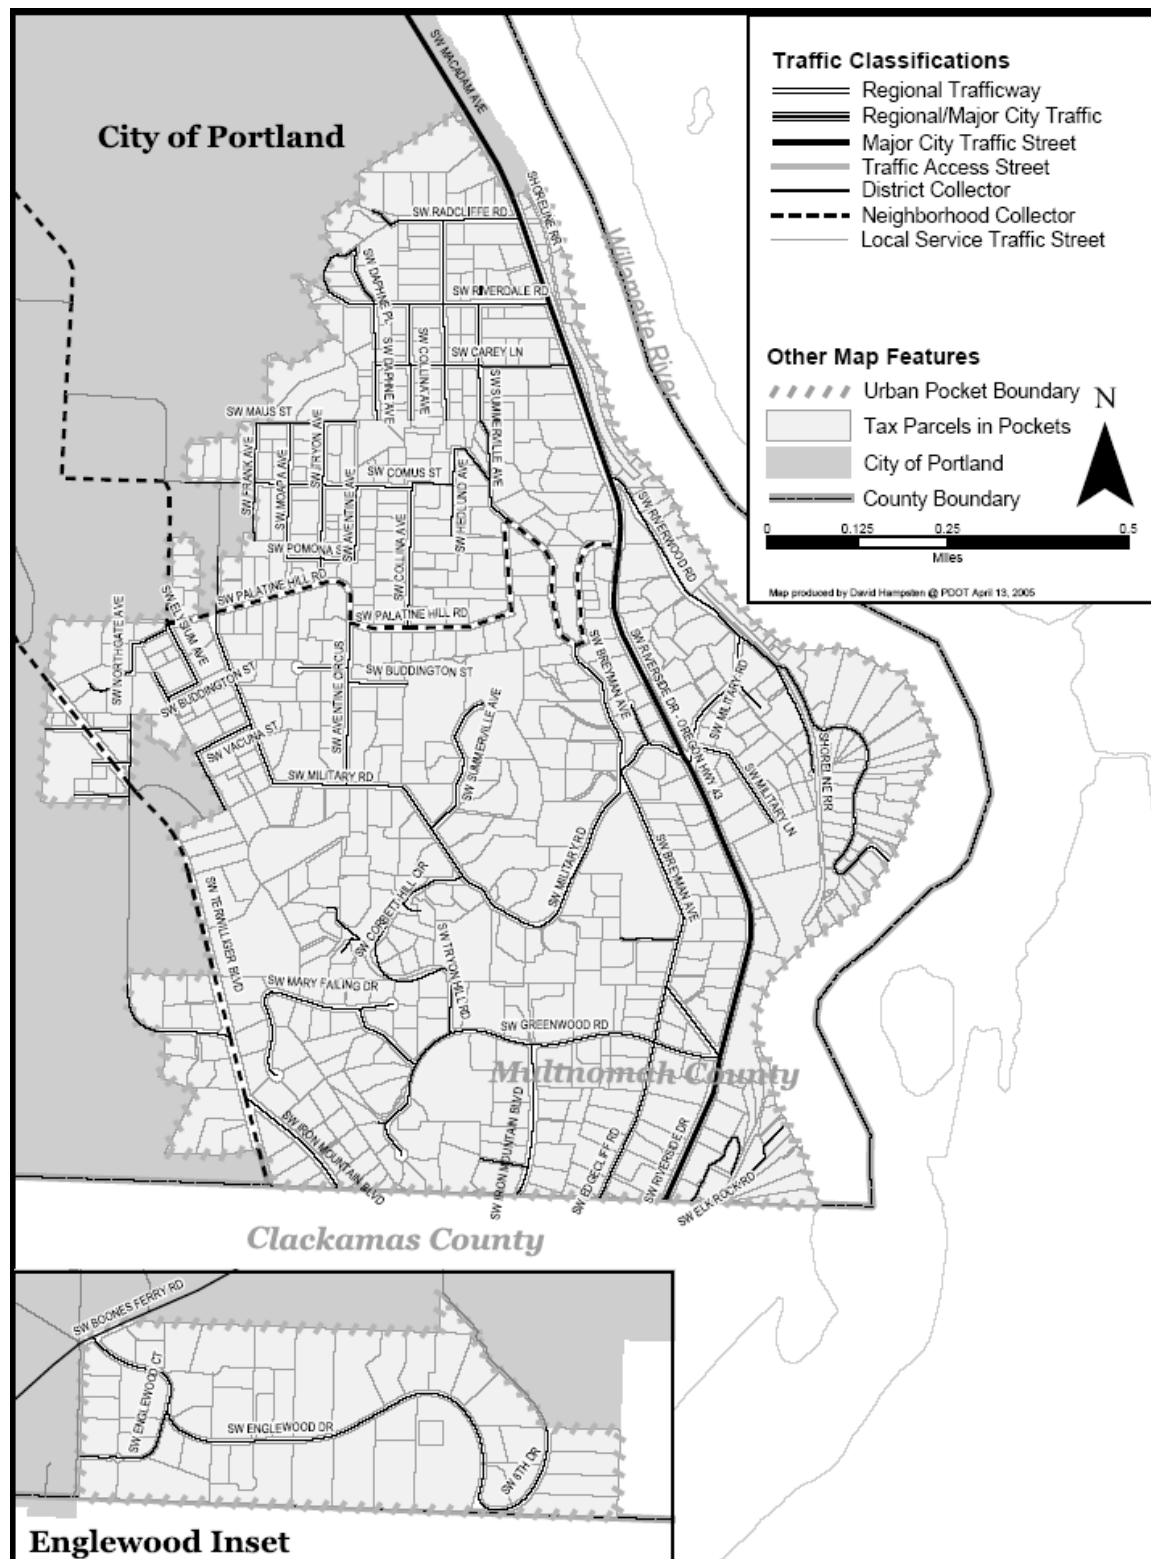 SW MACADAM AVE
City of Portland
SHORELINE RR
SW RADCLIFFE RD
Willamette River
SW DAPHNE PL
SW RIVERDALE RD
SW DAPHNE AVE
SW COLLINA AVE
SW CAREY LN
SW SUMMERVILLE AVE
SW MAUS ST
SW FRANK AVE
SW MOAPA AVE
SW TRYON AVE
SW AVENTINE AVE
SW COMUS ST
SW COLLINA AVE
SW HEDLUND AVE
SW POMONA S
SW RIVERWOOD RD
SW PALATINE HILL RD
SW PALATINE HILL RD
SW NORTHGATE AVE
SW ELYSIUM AVE
SW BUDDINGTON ST
SW BUDDINGTON ST
SW AVENTINE CIRCUS
SW BREYMAN AVE
SW RIVERSIDE DR - OREGON HWY 43
SW MILITARY RD
SW VACUNA ST
SW SUMMERVILLE AVE
SHORELINE RR
SW MILITARY RD
SW MILITARY LN
SW MILITARY RD
SW BREYMAN AVE
SW TERWILLIGER BLVD
SW CORBETT HILL CIR
SW TRYON HILL RD
SW MARY FAILING DR
SW GREENWOOD RD
Multnomah County
SW IRON MOUNTAIN BLVD
SW IRON MOUNTAIN BLVD
SW EDGECLIFF RD
SW RIVERSIDE DR
SW ELK ROCK RD
Clackamas County
Traffic Classifications
Regional Trafficway
Regional/Major City Traffic
Major City Traffic Street
Traffic Access Street
District Collector
Neighborhood Collector
Local Service Traffic Street
Other Map Features
Urban Pocket Boundary
N
Tax Parcels in Pockets
City of Portland
County Boundary
0 0.125 0.25 0.5
Miles
Map produced by David Hampsten @ PDOT April 13, 2005
SW BOONES FERRY RD
SW ENGLEWOOD CT
SW ENGLEWOOD DR
SW 6TH DR
Englewood Inset